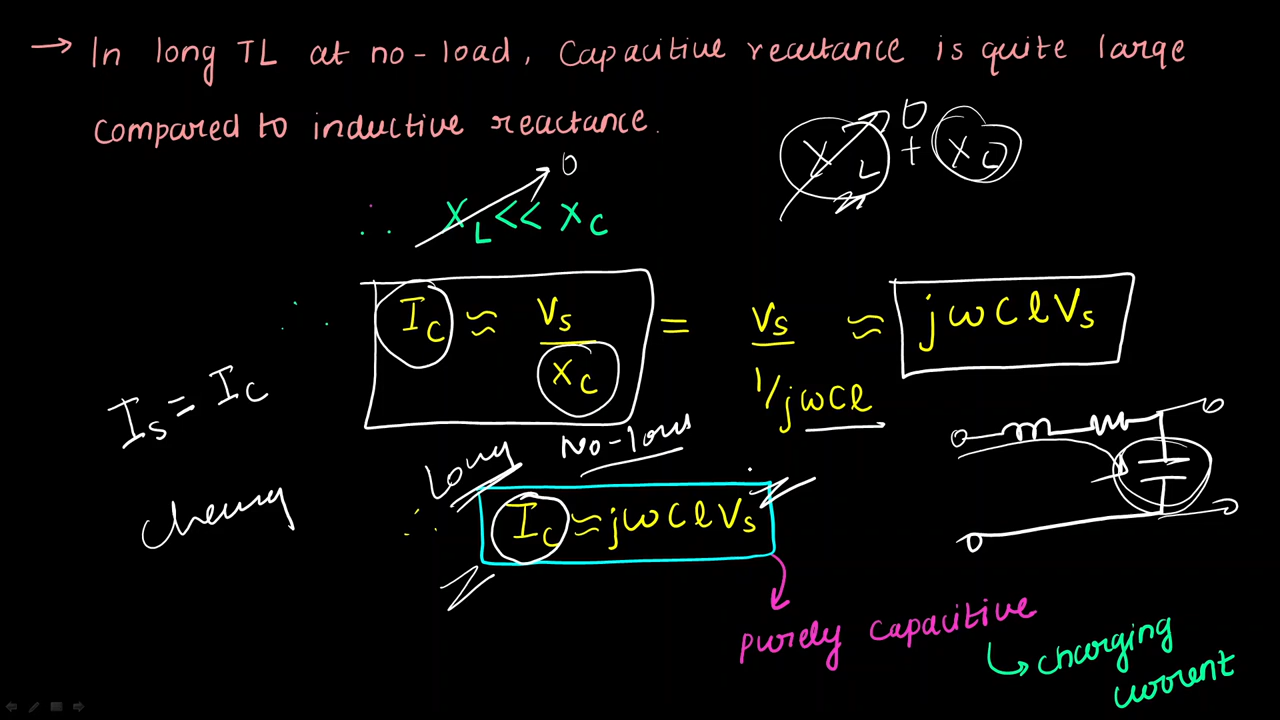 → In long TL at no-load, Capacitive reactance is quite large
compared to inductive reactance.
X_L + X_C
0
∴ X_L << X_C
0
∴ I_C ≈ V_S / X_C = V_S / 1/jωCl ≈ jωClV_S
I_S = I_C
Long No-load
∴ I_C ≈ jωClV_S
purely capacitive
↳ charging
current